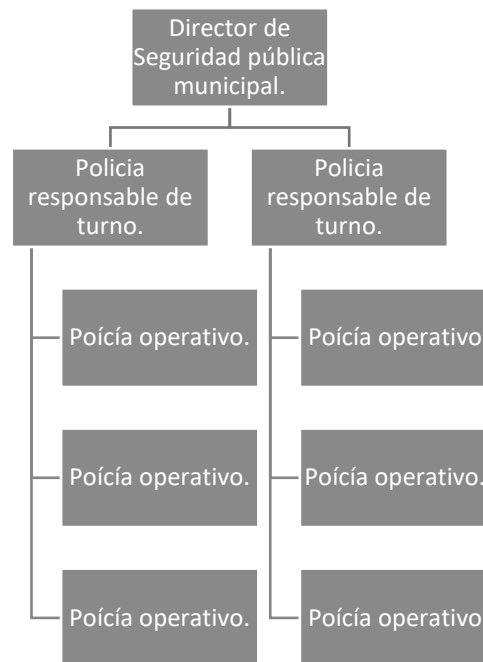 Director de
Seguridad pública
municipal.
Policia
responsable de
turno.
Policia
responsable de
turno.
Poícía operativo.
Poícía operativo
Poícía operativo.
Poícía operativo.
Poícía operativo.
Poícía operativo